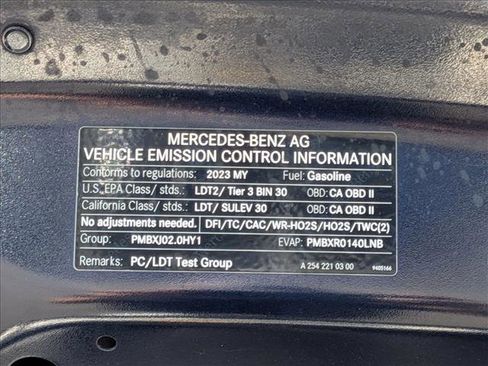 MERCEDES-BENZ AG
VEHICLE EMISSION CONTROL INFORMATION
Conforms to regulations: 2023 MY Fuel: Gasoline
U.S. EPA Class/ stds.: LDT2/ Tier 3 BIN 30 OBD: CA OBD II
California Class/ stds.: LDT/ SULEV 30 OBD: CA OBD II
No adjustments needed. DFI/TC/CAC/WR-HO2S/HO2S/TWC(2)
Group: PMBXJ02.0HY1 EVAP: PMBXR0140LNB
Remarks: PC/LDT Test Group A 254 221 03 00 9405166